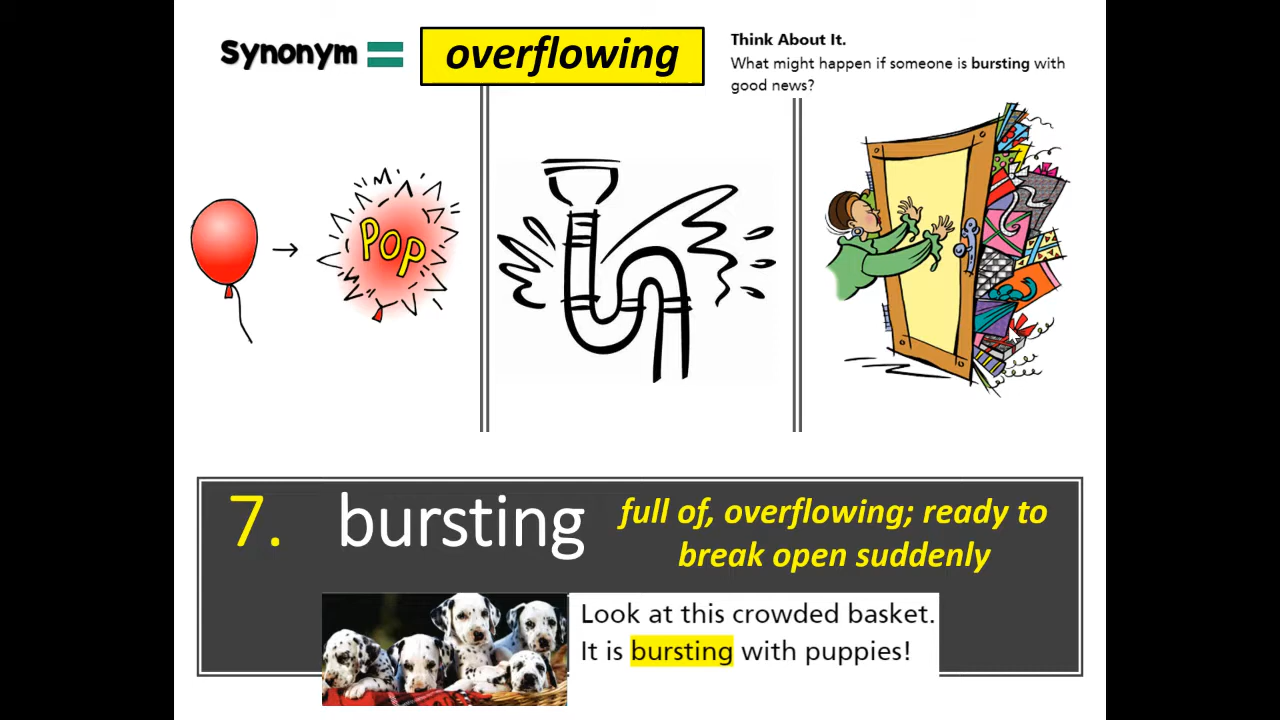 Synonym =
overflowing
Think About It.
What might happen if someone is bursting with
good news?
POP
7. bursting
full of, overflowing; ready to
break open suddenly
Look at this crowded basket.
It is bursting with puppies!